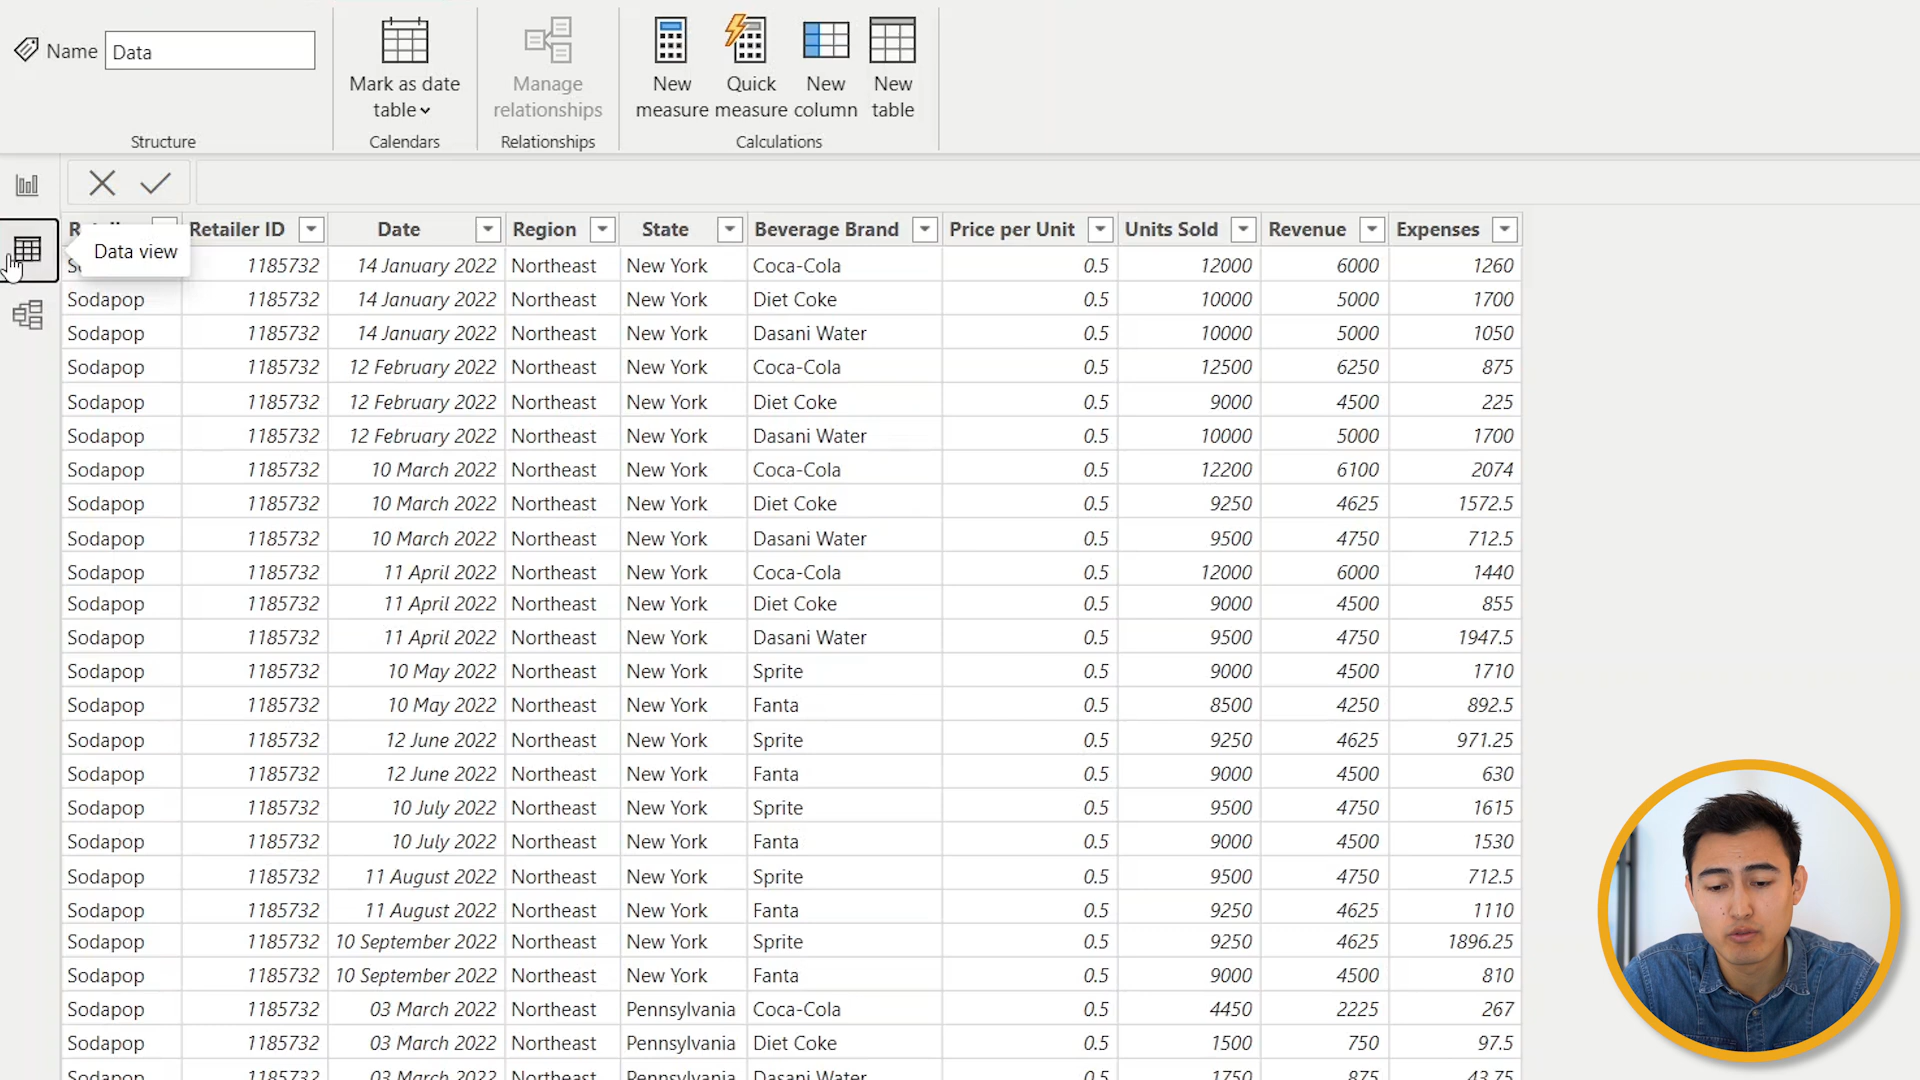 Name Data
Mark as date table
Manage relationships
New measure
Quick measure
New column
New table
Structure Calendars Relationships Calculations
Retailer ID Date Region State Beverage Brand Price per Unit Units Sold Revenue Expenses
Data view
1185732 14 January 2022 Northeast New York Coca-Cola 0.5 12000 6000 1260
Sodapop 1185732 14 January 2022 Northeast New York Diet Coke 0.5 10000 5000 1700
Sodapop 1185732 14 January 2022 Northeast New York Dasani Water 0.5 10000 5000 1050
Sodapop 1185732 12 February 2022 Northeast New York Coca-Cola 0.5 12500 6250 875
Sodapop 1185732 12 February 2022 Northeast New York Diet Coke 0.5 9000 4500 225
Sodapop 1185732 12 February 2022 Northeast New York Dasani Water 0.5 10000 5000 1700
Sodapop 1185732 10 March 2022 Northeast New York Coca-Cola 0.5 12200 6100 2074
Sodapop 1185732 10 March 2022 Northeast New York Diet Coke 0.5 9250 4625 1572.5
Sodapop 1185732 10 March 2022 Northeast New York Dasani Water 0.5 9500 4750 712.5
Sodapop 1185732 11 April 2022 Northeast New York Coca-Cola 0.5 12000 6000 1440
Sodapop 1185732 11 April 2022 Northeast New York Diet Coke 0.5 9000 4500 855
Sodapop 1185732 11 April 2022 Northeast New York Dasani Water 0.5 9500 4750 1947.5
Sodapop 1185732 10 May 2022 Northeast New York Sprite 0.5 9000 4500 1710
Sodapop 1185732 10 May 2022 Northeast New York Fanta 0.5 8500 4250 892.5
Sodapop 1185732 12 June 2022 Northeast New York Sprite 0.5 9250 4625 971.25
Sodapop 1185732 12 June 2022 Northeast New York Fanta 0.5 9000 4500 630
Sodapop 1185732 10 July 2022 Northeast New York Sprite 0.5 9500 4750 1615
Sodapop 1185732 10 July 2022 Northeast New York Fanta 0.5 9000 4500 1530
Sodapop 1185732 11 August 2022 Northeast New York Sprite 0.5 9500 4750 712.5
Sodapop 1185732 11 August 2022 Northeast New York Fanta 0.5 9250 4625 1110
Sodapop 1185732 10 September 2022 Northeast New York Sprite 0.5 9250 4625 1896.25
Sodapop 1185732 10 September 2022 Northeast New York Fanta 0.5 9000 4500 810
Sodapop 1185732 03 March 2022 Northeast Pennsylvania Coca-Cola 0.5 4450 2225 267
Sodapop 1185732 03 March 2022 Northeast Pennsylvania Diet Coke 0.5 1500 750 97.5
Sodapop 1185732 03 March 2022 Northeast Pennsylvania Dasani Water 0.5 1750 875 43.75